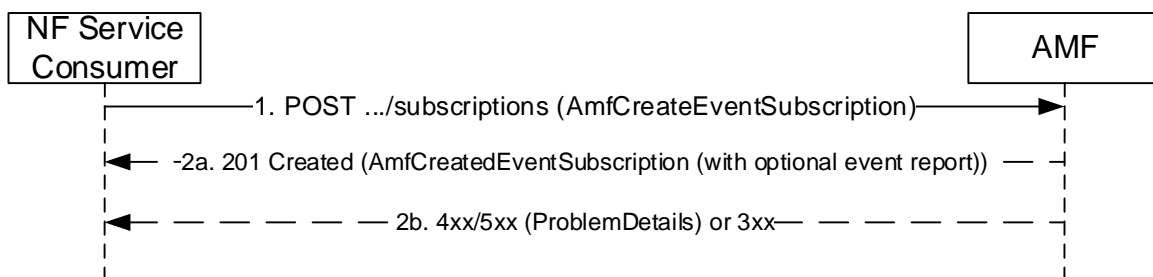 NF Service
Consumer
AMF
1. POST .../subscriptions (AmfCreateEventSubscription)
2a. 201 Created (AmfCreatedEventSubscription (with optional event report))
2b. 4xx/5xx (ProblemDetails) or 3xx